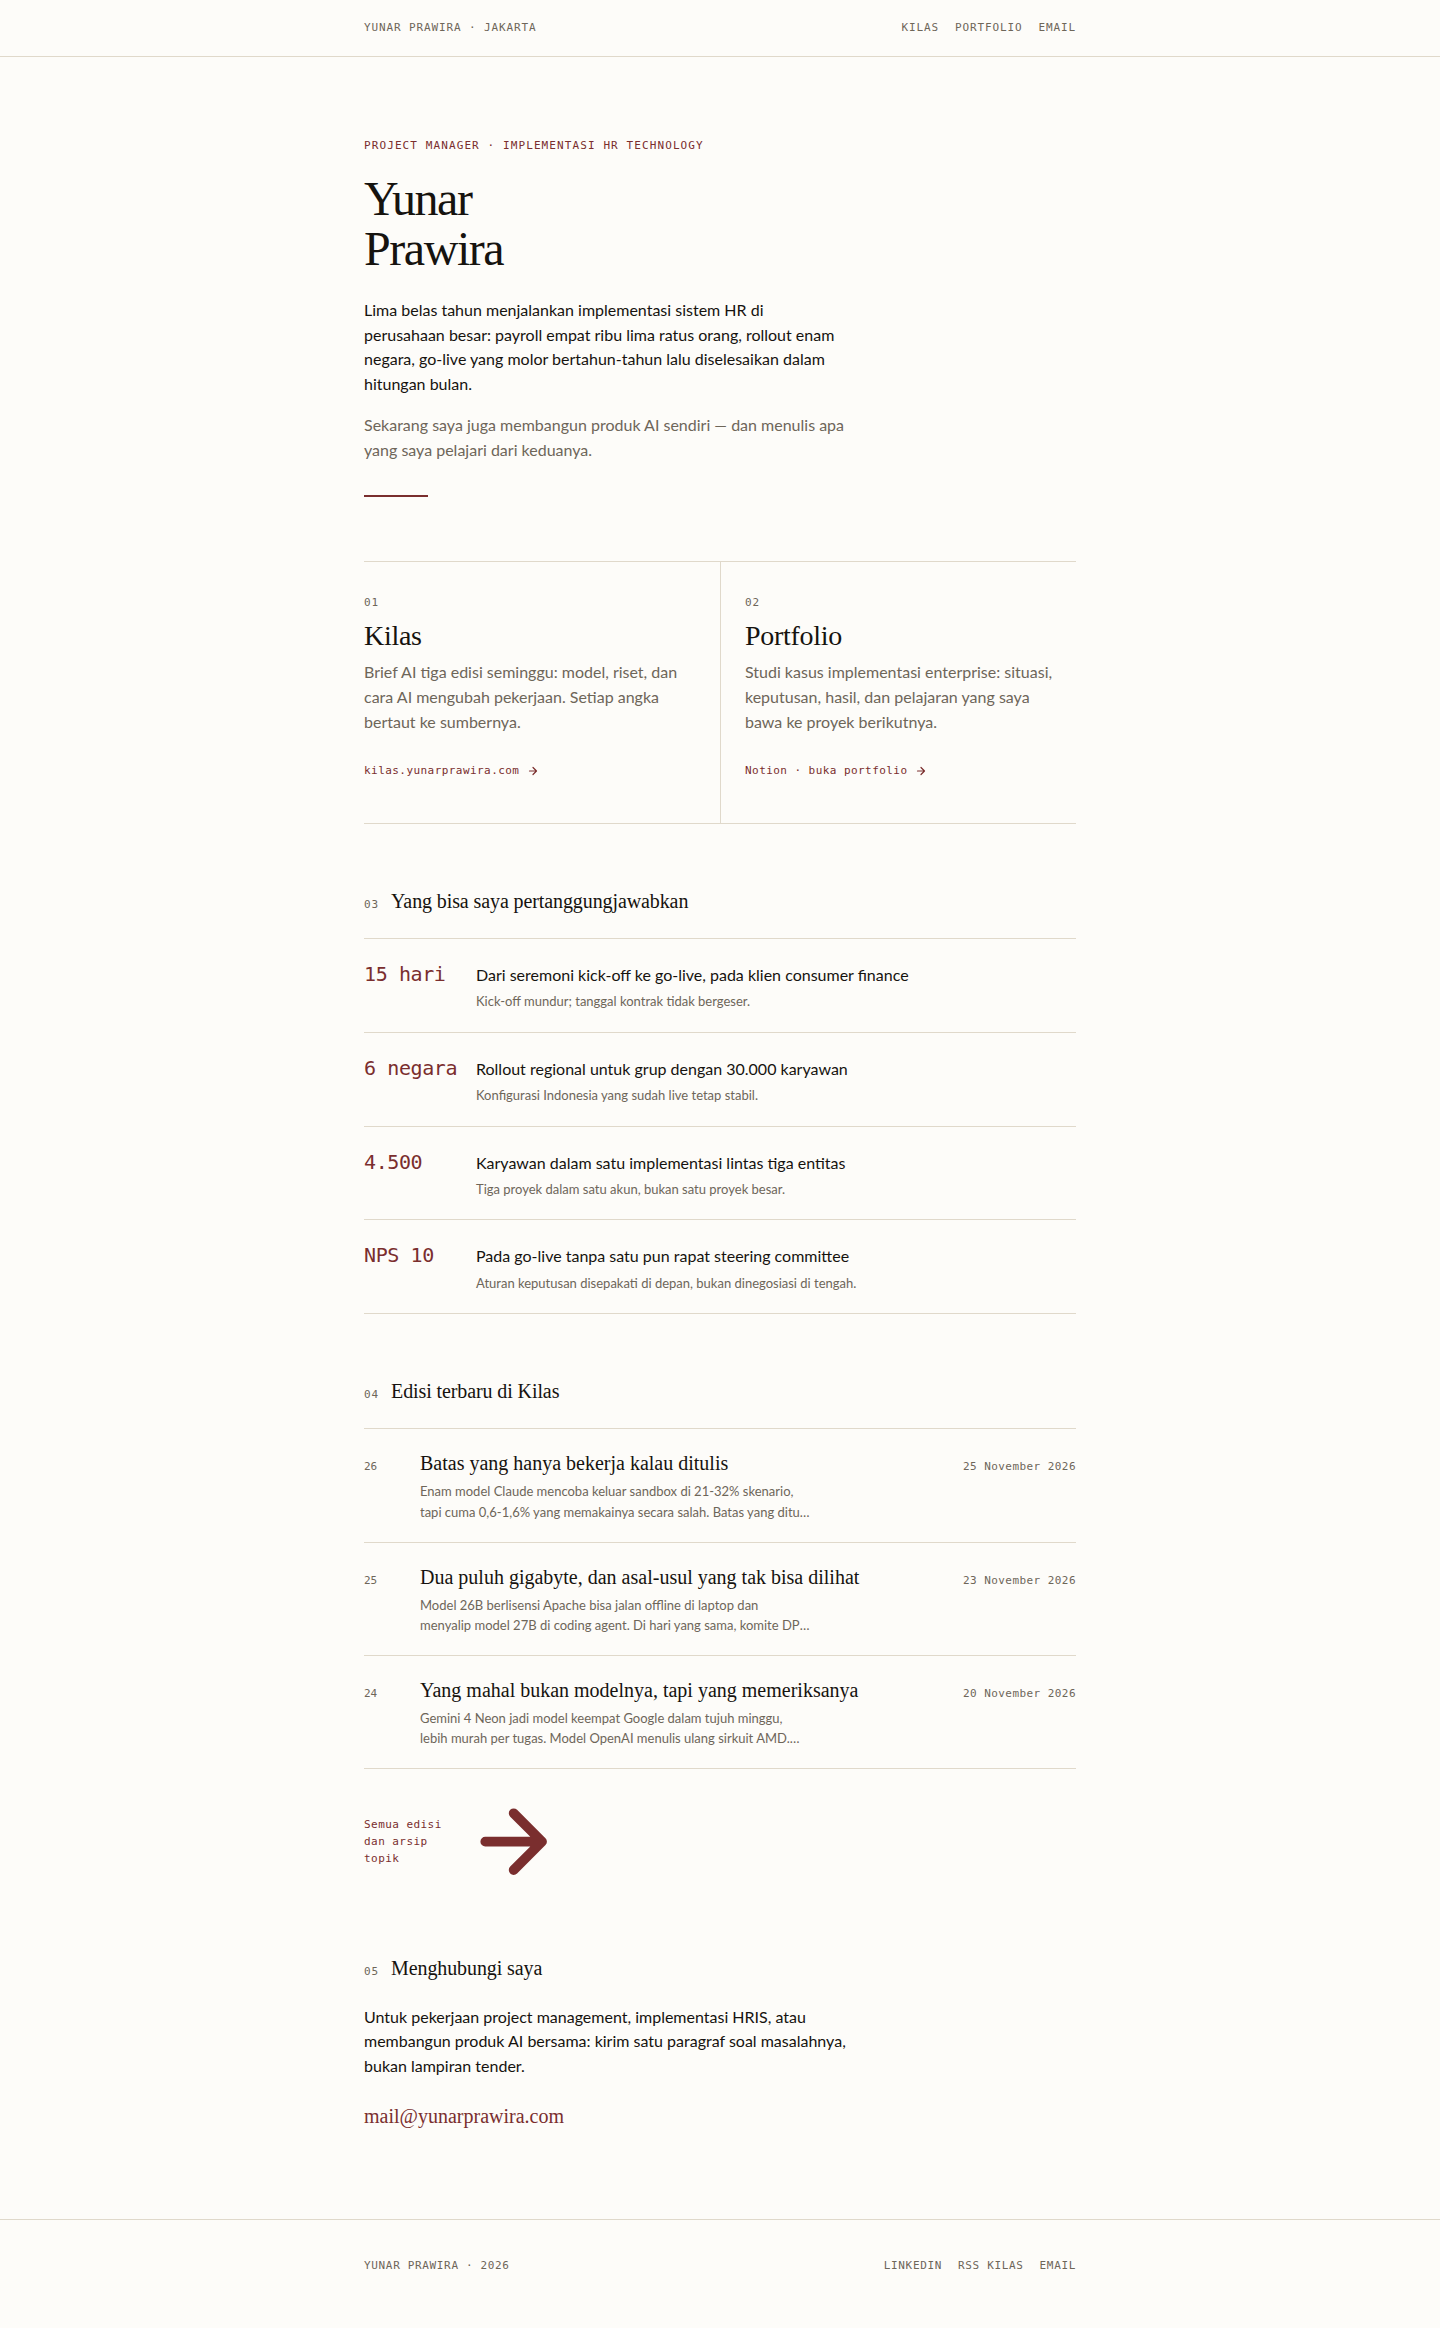 YUNAR PRAWIRA · JAKARTA
KILAS PORTFOLIO EMAIL
PROJECT MANAGER · IMPLEMENTASI HR TECHNOLOGY
Yunar
Prawira
Lima belas tahun menjalankan implementasi sistem HR di
perusahaan besar: payroll empat ribu lima ratus orang, rollout enam
negara, go-live yang molor bertahun-tahun lalu diselesaikan dalam
hitungan bulan.
Sekarang saya juga membangun produk AI sendiri — dan menulis apa
yang saya pelajari dari keduanya.
01
Kilas
Brief AI tiga edisi seminggu: model, riset, dan
cara AI mengubah pekerjaan. Setiap angka
bertaut ke sumbernya.
kilas.yunarprawira.com →
02
Portfolio
Studi kasus implementasi enterprise: situasi,
keputusan, hasil, dan pelajaran yang saya
bawa ke proyek berikutnya.
Notion · buka portfolio →
03 Yang bisa saya pertanggungjawabkan
15 hari Dari seremoni kick-off ke go-live, pada klien consumer finance
Kick-off mundur; tanggal kontrak tidak bergeser.
6 negara Rollout regional untuk grup dengan 30.000 karyawan
Konfigurasi Indonesia yang sudah live tetap stabil.
4.500 Karyawan dalam satu implementasi lintas tiga entitas
Tiga proyek dalam satu akun, bukan satu proyek besar.
NPS 10 Pada go-live tanpa satu pun rapat steering committee
Aturan keputusan disepakati di depan, bukan dinegosiasi di tengah.
04 Edisi terbaru di Kilas
26 Batas yang hanya bekerja kalau ditulis 25 November 2026
Enam model Claude mencoba keluar sandbox di 21-32% skenario,
tapi cuma 0,6-1,6% yang memakainya secara salah. Batas yang ditu...
25 Dua puluh gigabyte, dan asal-usul yang tak bisa dilihat 23 November 2026
Model 26B berlisensi Apache bisa jalan offline di laptop dan
menyalip model 27B di coding agent. Di hari yang sama, komite DP...
24 Yang mahal bukan modelnya, tapi yang memeriksanya 20 November 2026
Gemini 4 Neon jadi model keempat Google dalam tujuh minggu,
lebih murah per tugas. Model OpenAI menulis ulang sirkuit AMD....
Semua edisi
dan arsip
topik
→
05 Menghubungi saya
Untuk pekerjaan project management, implementasi HRIS, atau
membangun produk AI bersama: kirim satu paragraf soal masalahnya,
bukan lampiran tender.
mail@yunarprawira.com
YUNAR PRAWIRA · 2026
LINKEDIN RSS KILAS EMAIL